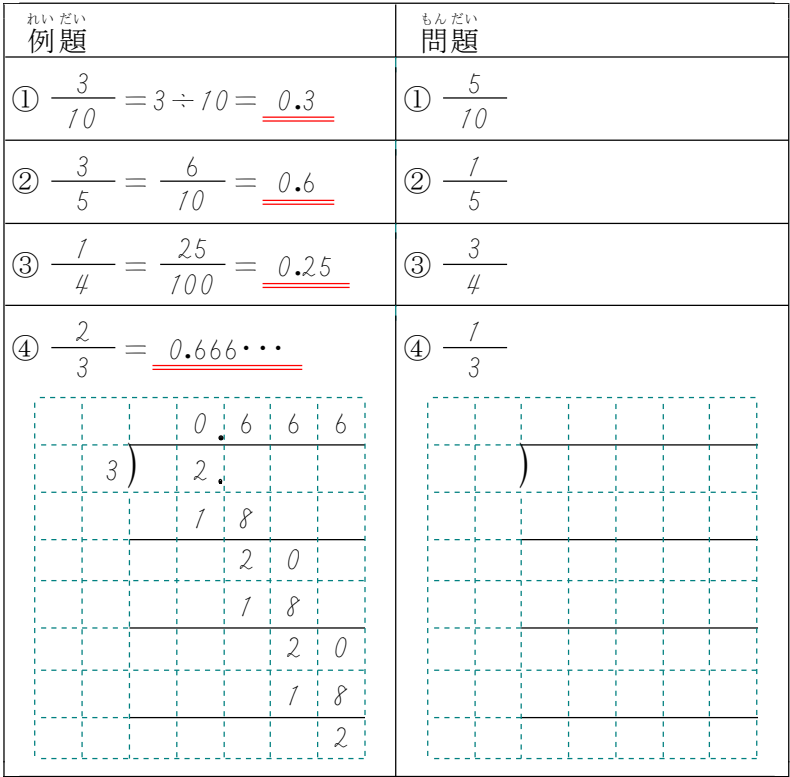 れいだい
例題
① 3/10 = 3 ÷ 10 = 0.3
② 3/5 = 6/10 = 0.6
③ 1/4 = 25/100 = 0.25
④ 2/3 = 0.666･･･
0.666
3) 2.
18
20
18
20
18
2
もんだい
問題
① 5/10
② 1/5
③ 3/4
④ 1/3
)